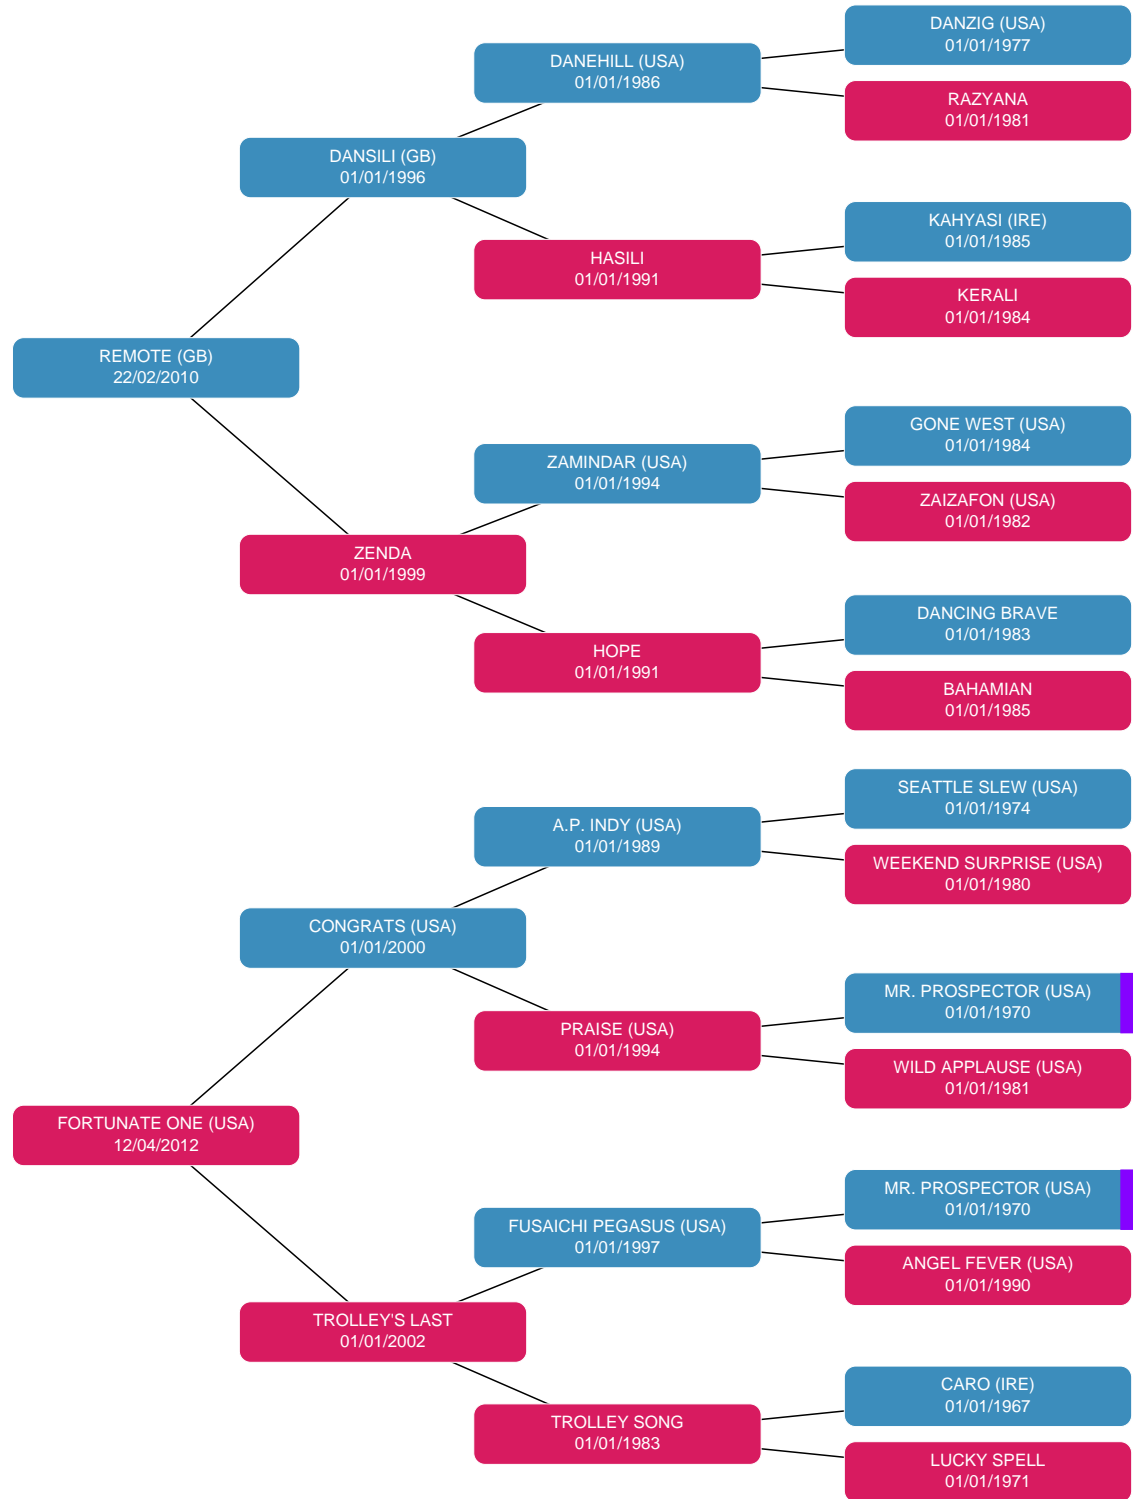 DANZIG (USA)
01/01/1977
DANEHILL (USA)
01/01/1986
RAZYANA
01/01/1981
DANSILI (GB)
01/01/1996
KAHYASI (IRE)
01/01/1985
HASILI
01/01/1991
KERALI
01/01/1984
REMOTE (GB)
22/02/2010
GONE WEST (USA)
01/01/1984
ZAMINDAR (USA)
01/01/1994
ZAIZAFON (USA)
01/01/1982
ZENDA
01/01/1999
DANCING BRAVE
01/01/1983
HOPE
01/01/1991
BAHAMIAN
01/01/1985
SEATTLE SLEW (USA)
01/01/1974
A.P. INDY (USA)
01/01/1989
WEEKEND SURPRISE (USA)
01/01/1980
CONGRATS (USA)
01/01/2000
MR. PROSPECTOR (USA)
01/01/1970
PRAISE (USA)
01/01/1994
WILD APPLAUSE (USA)
01/01/1981
FORTUNATE ONE (USA)
12/04/2012
MR. PROSPECTOR (USA)
01/01/1970
FUSAICHI PEGASUS (USA)
01/01/1997
ANGEL FEVER (USA)
01/01/1990
TROLLEY'S LAST
01/01/2002
CARO (IRE)
01/01/1967
TROLLEY SONG
01/01/1983
LUCKY SPELL
01/01/1971